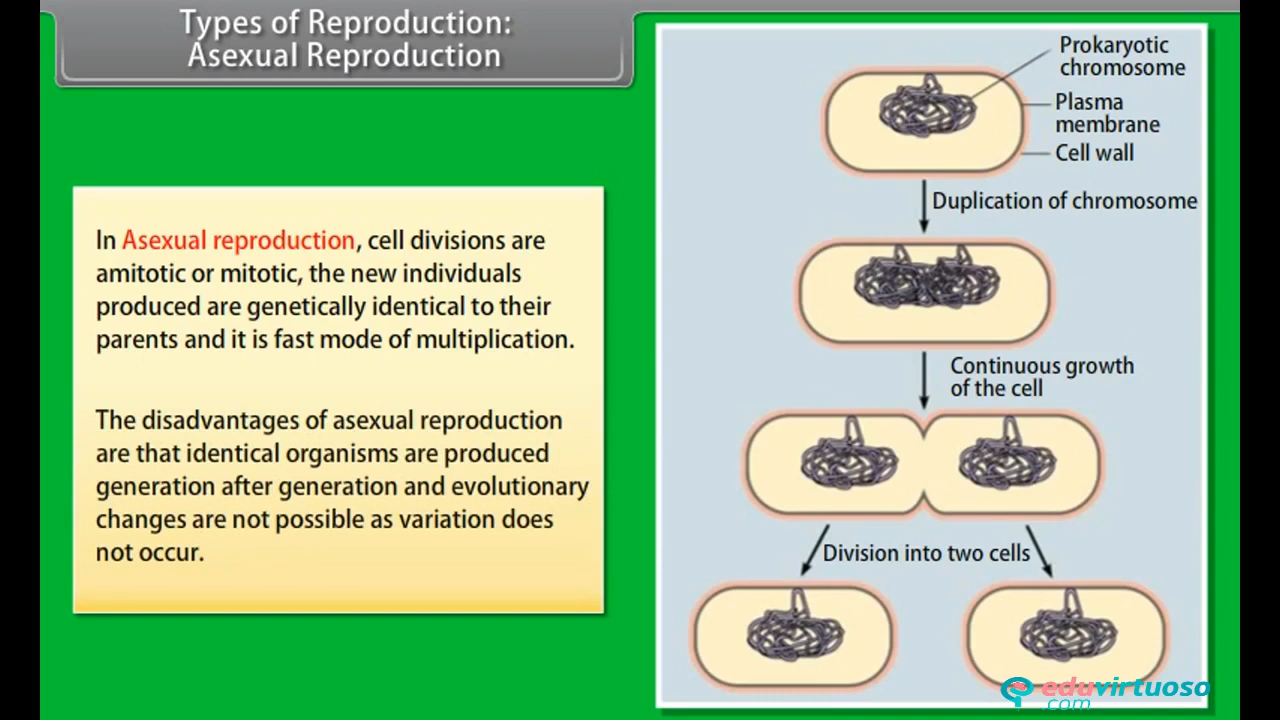 Types of Reproduction:
Asexual Reproduction
In Asexual reproduction, cell divisions are
amitotic or mitotic, the new individuals
produced are genetically identical to their
parents and it is fast mode of multiplication.
The disadvantages of asexual reproduction
are that identical organisms are produced
generation after generation and evolutionary
changes are not possible as variation does
not occur.
Prokaryotic
chromosome
Plasma
membrane
Cell wall
Duplication of chromosome
Continuous growth
of the cell
Division into two cells
eduvirtuoso
.com